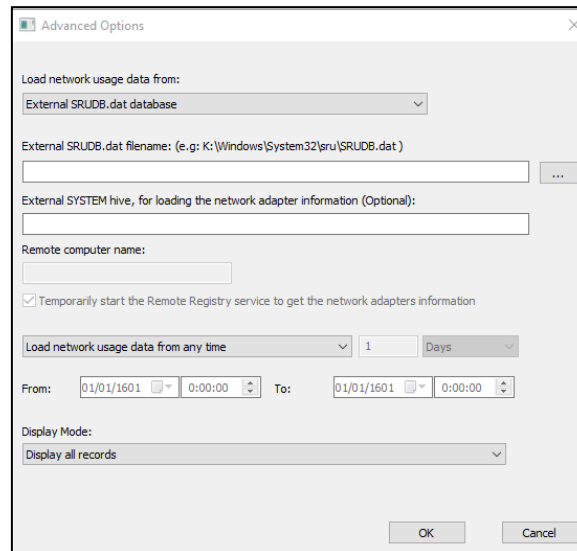 Advanced Options
Load network usage data from:
External SRUDB.dat database
External SRUDB.dat filename: (e.g: K:\Windows\System32\sru\SRUDB.dat )
...
External SYSTEM hive, for loading the network adapter information (Optional):
Remote computer name:
Temporarily start the Remote Registry service to get the network adapters information
Load network usage data from any time 1 Days
From: 01/01/1601 0:00:00 To: 01/01/1601 0:00:00
Display Mode:
Display all records
OK Cancel